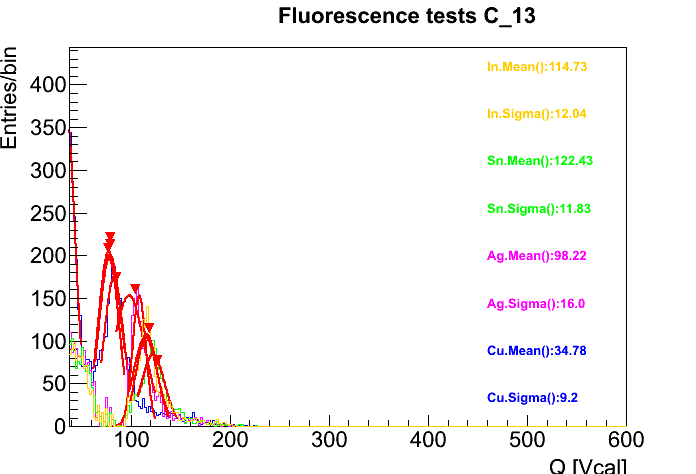 Fluorescence tests C_13
Entries/bin
400
350
300
250
200
150
100
50
0
In.Mean():114.73
In.Sigma():12.04
Sn.Mean():122.43
Sn.Sigma():11.83
Ag.Mean():98.22
Ag.Sigma():16.0
Cu.Mean():34.78
Cu.Sigma():9.2
100 200 300 400 500 600
Q [Vcal]